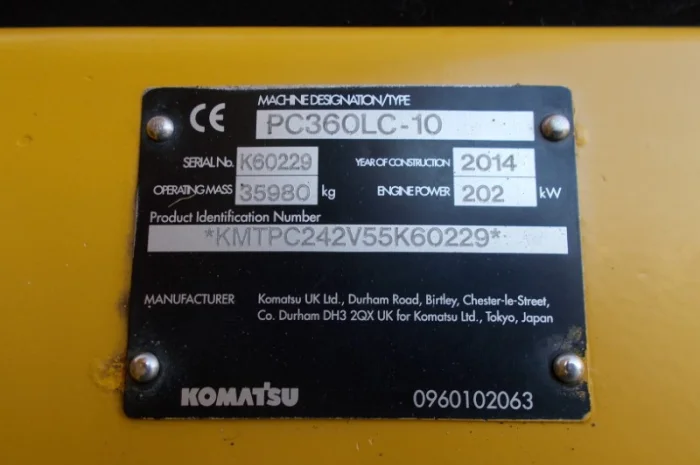 CE
MACHINE DESIGNATION/TYPE
PC360LC-10
SERIAL No. K60229 YEAR OF CONSTRUCTION 2014
OPERATING MASS 35980 kg ENGINE POWER 202 kW
Product Identification Number
*KMTPC242V55K60229*
MANUFACTURER Komatsu UK Ltd., Durham Road, Birtley, Chester-le-Street,
Co. Durham DH3 2QX UK for Komatsu Ltd., Tokyo, Japan
KOMATSU 0960102063